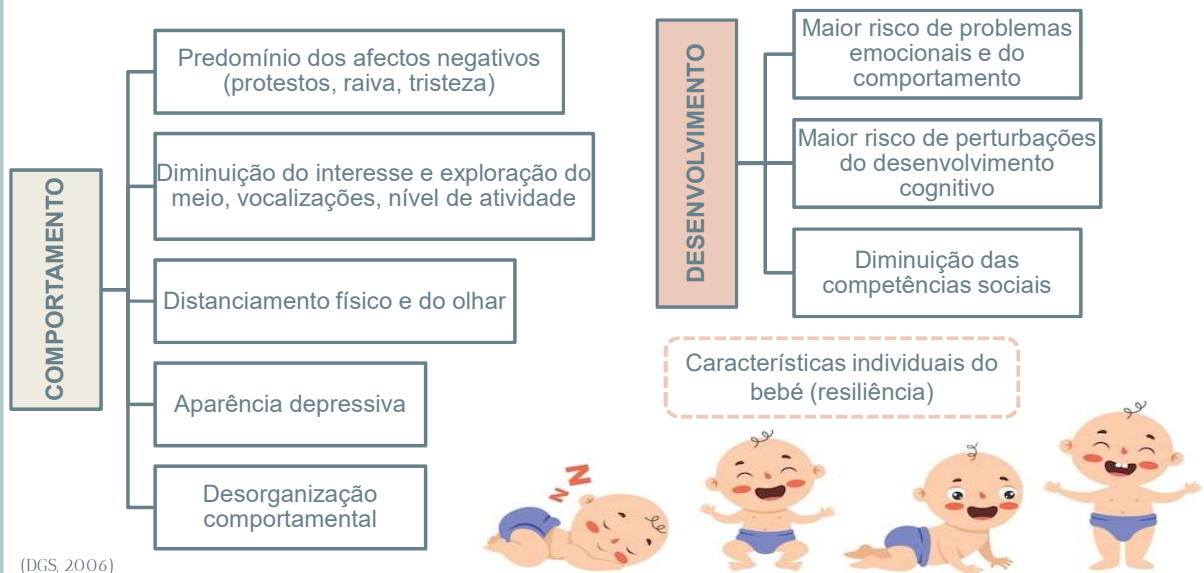 COMPORTAMENTO
Predomínio dos afectos negativos
(protestos, raiva, tristeza)
Diminuição do interesse e exploração do
meio, vocalizações, nível de atividade
Distanciamento físico e do olhar
Aparência depressiva
Desorganização
comportamental
DESENVOLVIMENTO
Maior risco de problemas
emocionais e do
comportamento
Maior risco de perturbações
do desenvolvimento
cognitivo
Diminuição das
competências sociais
Características individuais do
bebé (resiliência)
z z
(DGS, 2006)